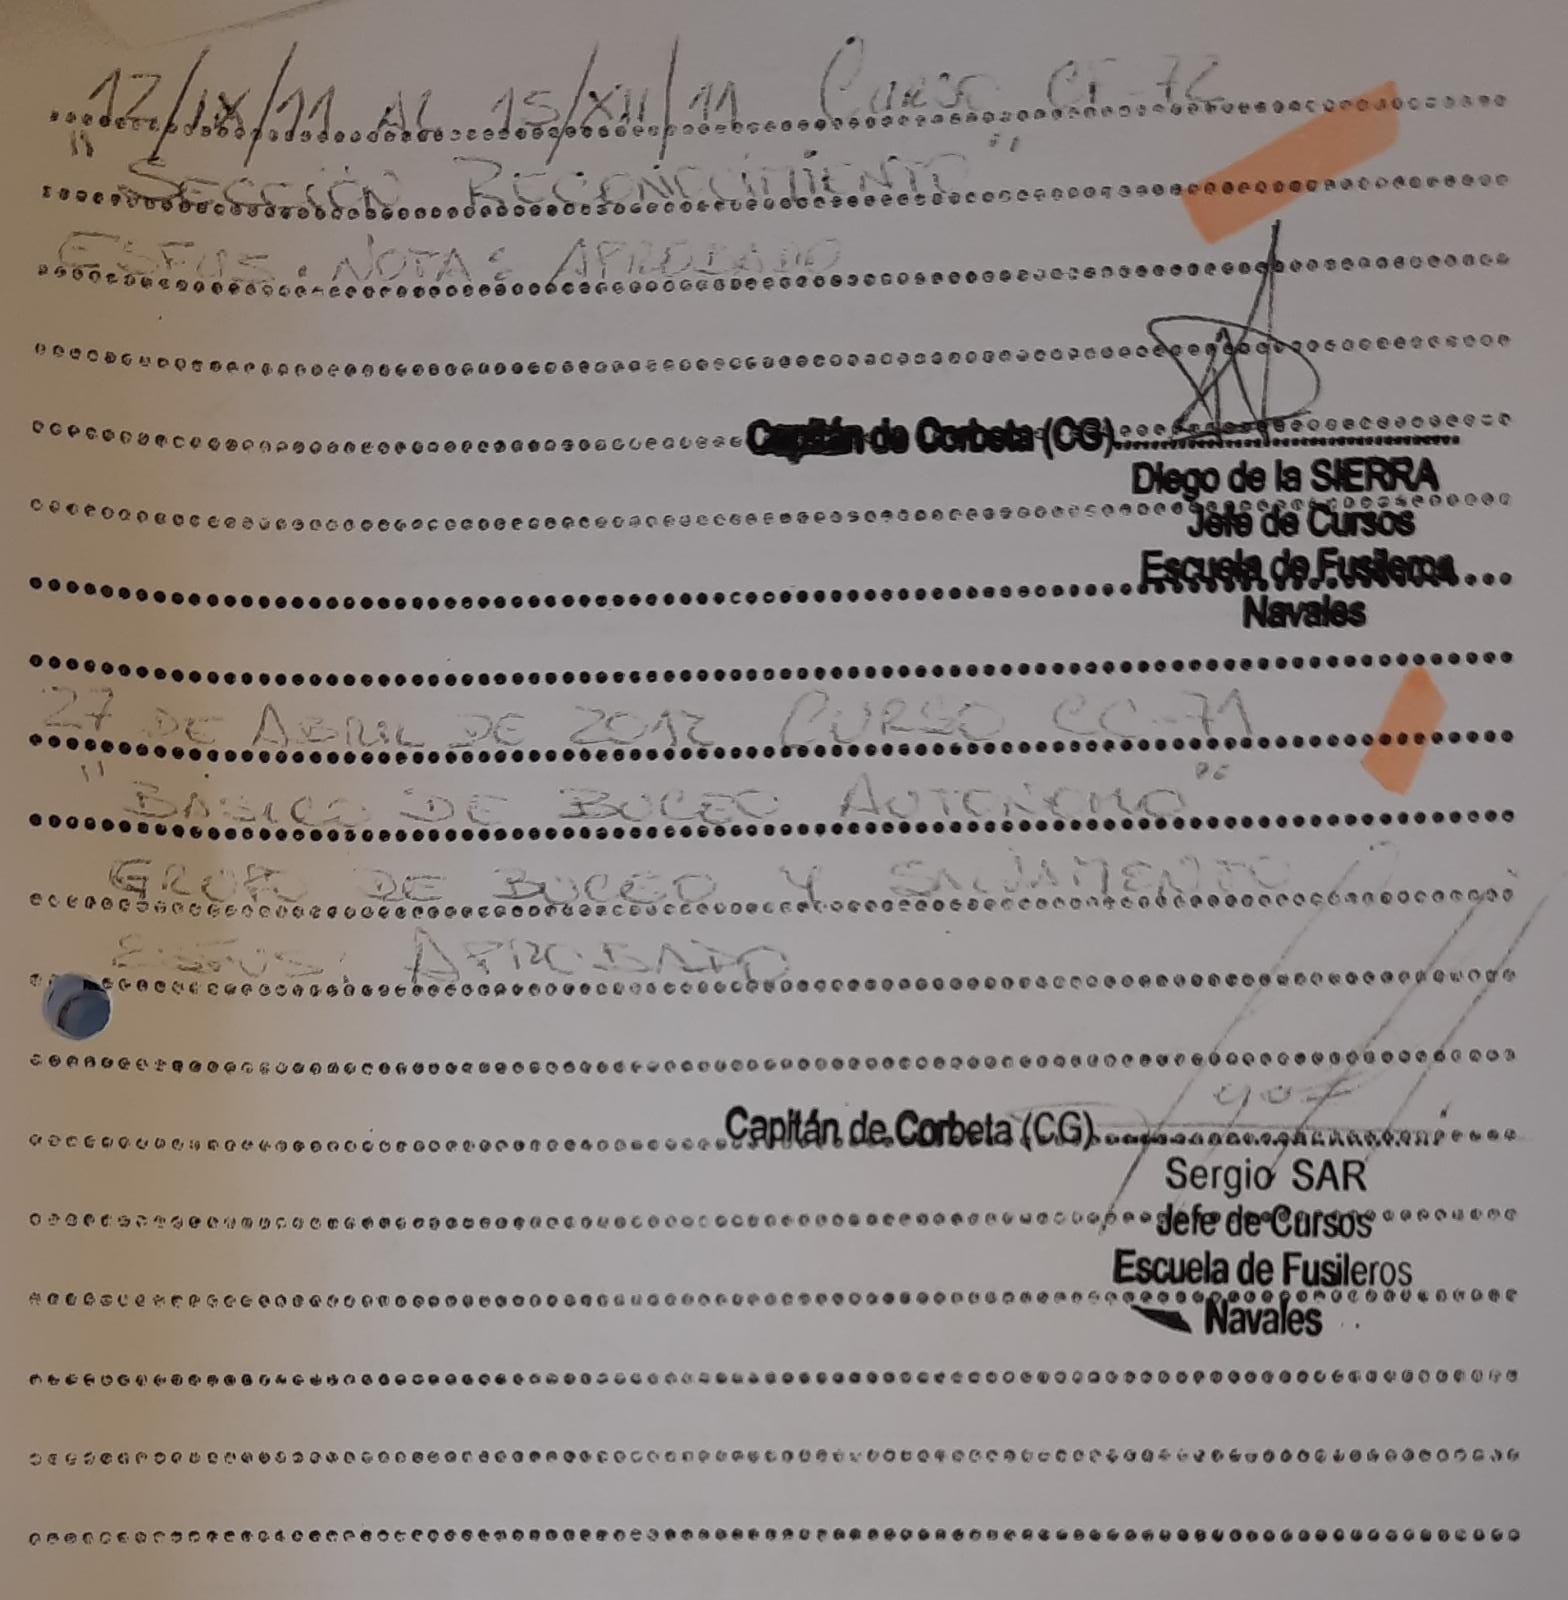 12/IX/11 AL 15/XII/11 CURSO CF-72
"SECCIÓN RECONOCIMIENTO"
ESFUS. NOTA: APROBADO
Capitán de Corbeta (CG)
Diego de la SIERRA
Jefe de Cursos
Escuela de Fusileros
Navales
27 DE ABRIL DE 2012 CURSO CC-71
"BASICO DE BUCEO AUTONOMO"
GRUPO DE BUCEO Y SALVAMENTO
ESFUS: APROBADO
Capitán de Corbeta (CG)
Sergio SAR
Jefe de Cursos
Escuela de Fusileros
Navales